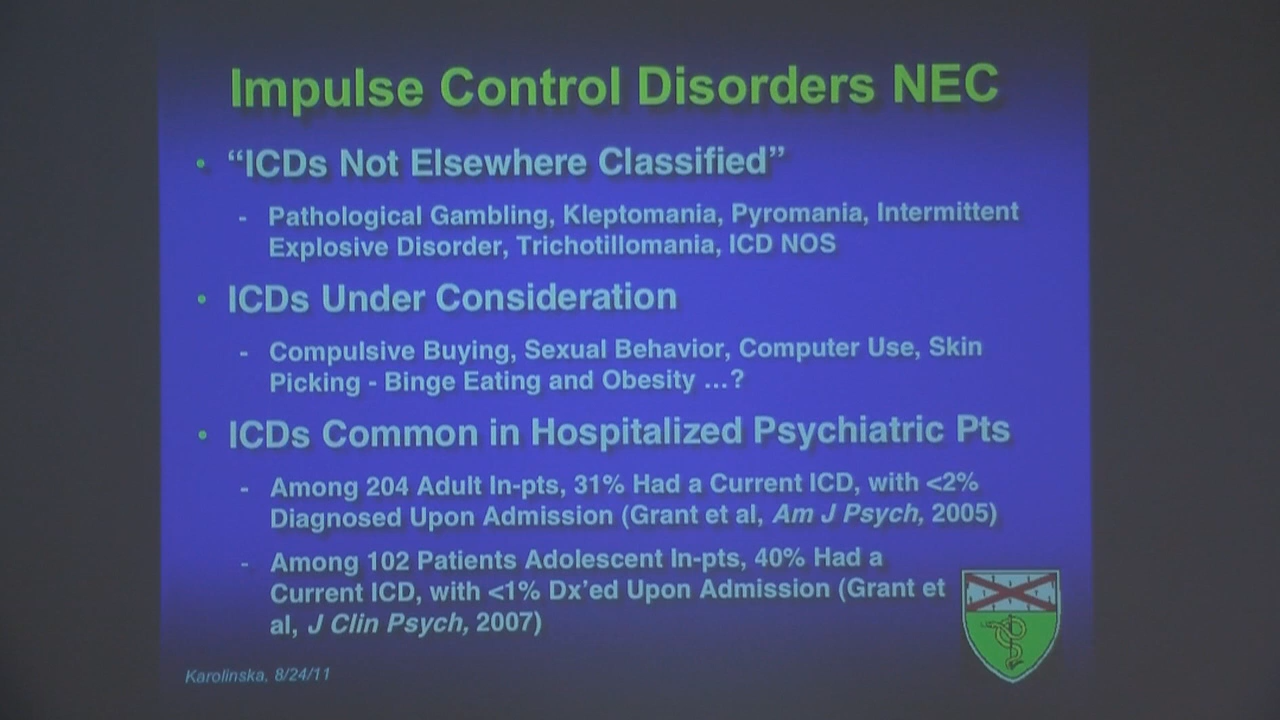 Impulse Control Disorders NEC
• “ICDs Not Elsewhere Classified”
- Pathological Gambling, Kleptomania, Pyromania, Intermittent
Explosive Disorder, Trichotillomania, ICD NOS
• ICDs Under Consideration
- Compulsive Buying, Sexual Behavior, Computer Use, Skin
Picking - Binge Eating and Obesity ...?
• ICDs Common in Hospitalized Psychiatric Pts
- Among 204 Adult In-pts, 31% Had a Current ICD, with <2%
Diagnosed Upon Admission (Grant et al, Am J Psych, 2005)
- Among 102 Patients Adolescent In-pts, 40% Had a
Current ICD, with <1% Dx’ed Upon Admission (Grant et
al, J Clin Psych, 2007)
Karolinska, 8/24/11